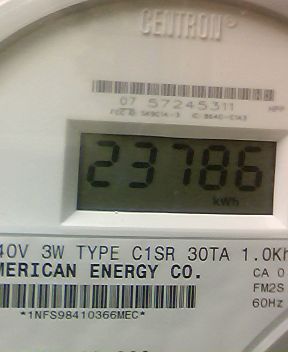 CENTRON®
07 57245311
23786
kWh
40V 3W TYPE C1SR 30TA 1.0Kh
MERICAN ENERGY CO.
CA 0
FM2S
60Hz
*1NFS98410366MEC*